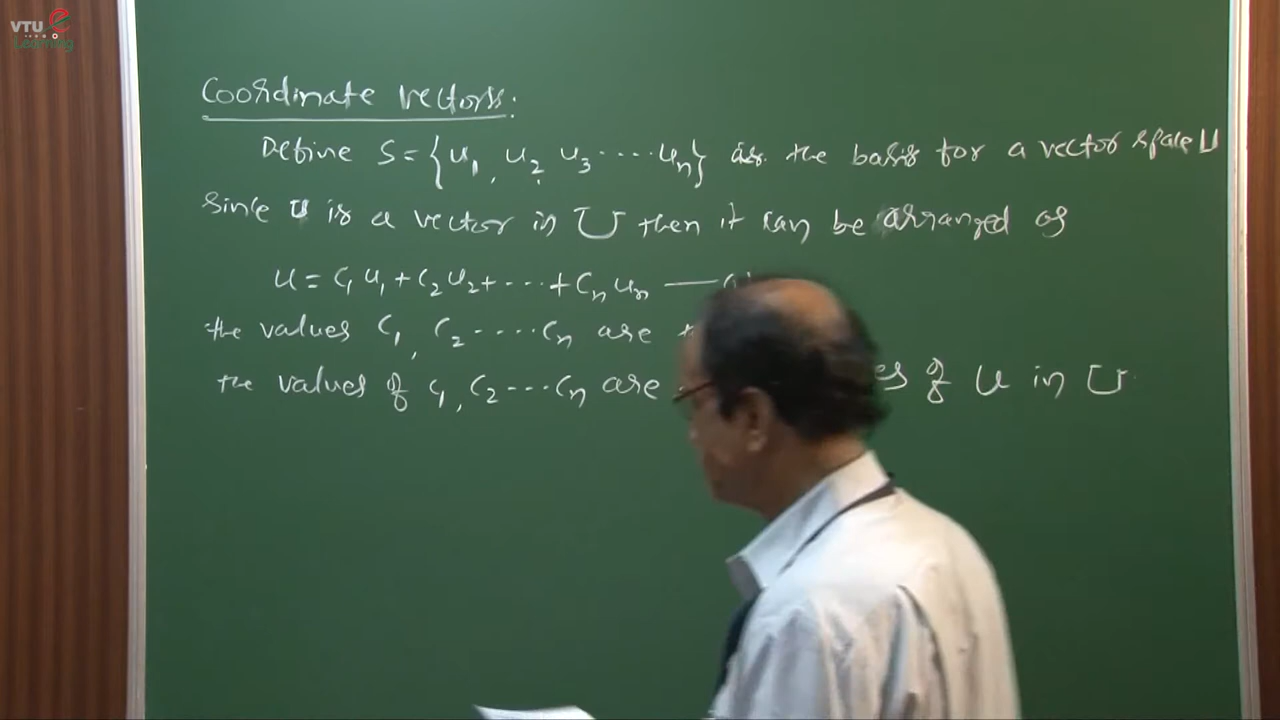 VTU e
Learning
Coordinate vectors:
Define S = {u₁, u₂, u₃ ..... uₙ} is the basis for a vector space U
Since u is a vector in U then it can be arranged as
u = c₁u₁ + c₂u₂ + ... + cₙuₙ —
the values c₁, c₂ ..... cₙ are
the values of c₁, c₂ ... cₙ are of u in U